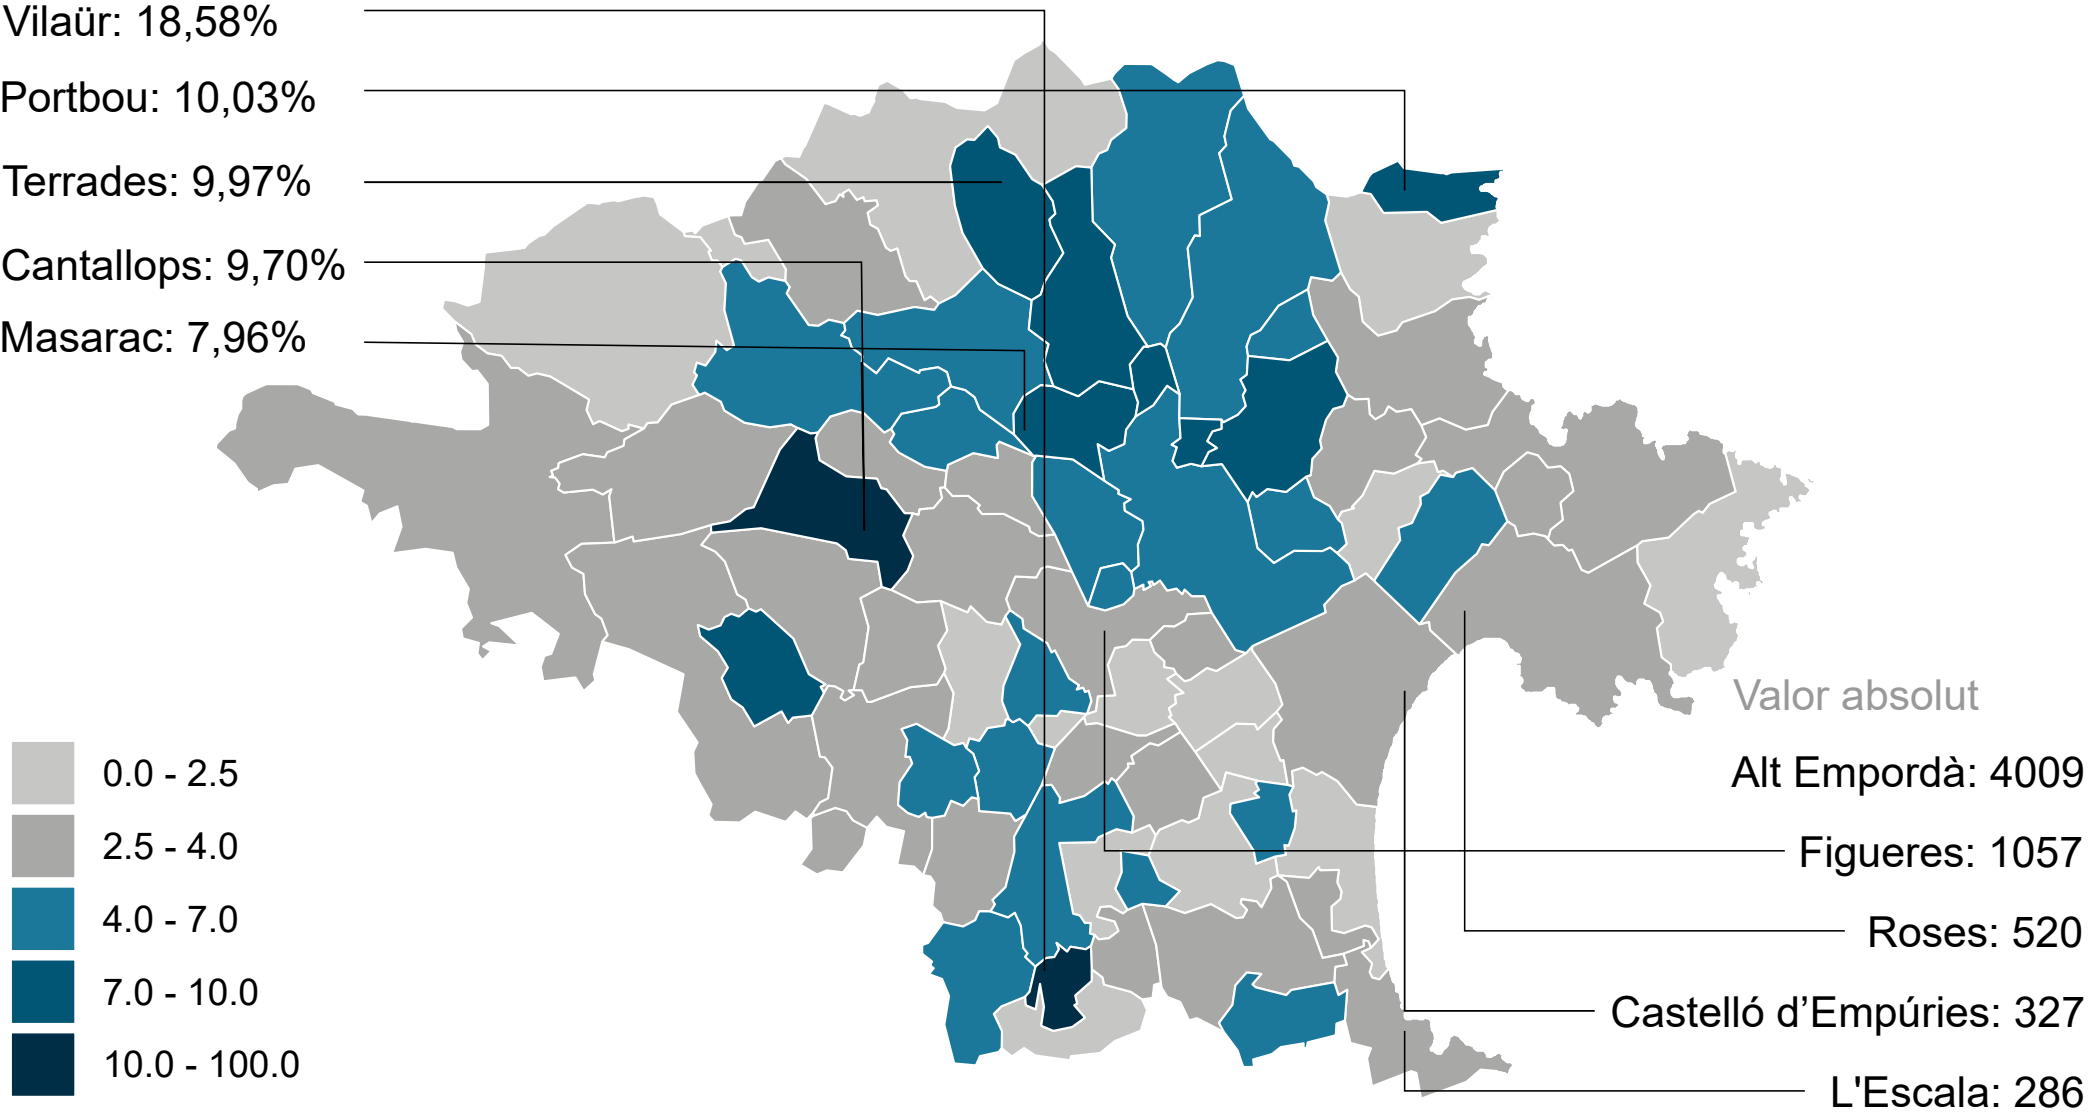 Vilaür: 18,58%
Portbou: 10,03%
Terrades: 9,97%
Cantallops: 9,70%
Masarac: 7,96%
0.0 - 2.5
2.5 - 4.0
4.0 - 7.0
7.0 - 10.0
10.0 - 100.0
Valor absolut
Alt Empordà: 4009
Figueres: 1057
Roses: 520
Castelló d’Empúries: 327
L'Escala: 286